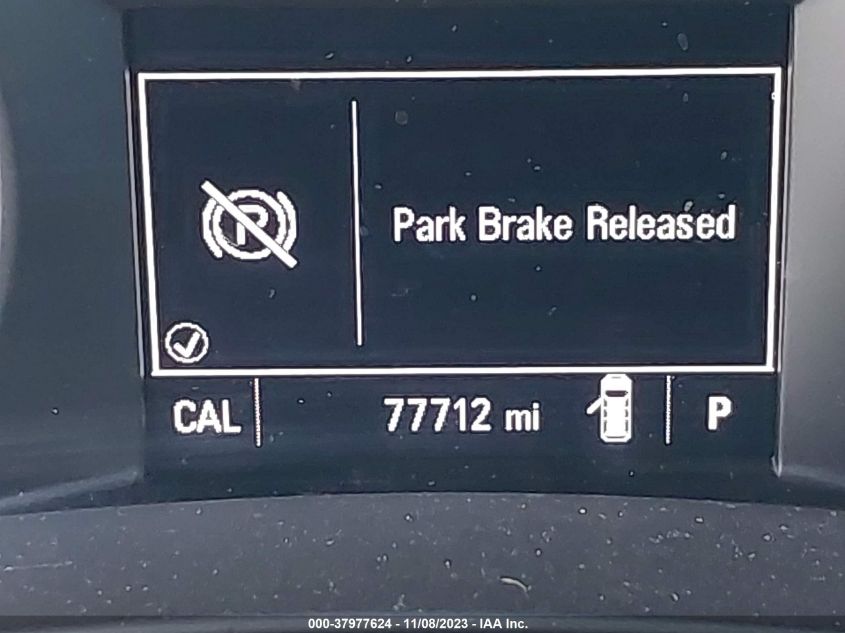 P
Park Brake Released
CAL 77712 mi P
000-37977624 - 11/08/2023 - IAA Inc.